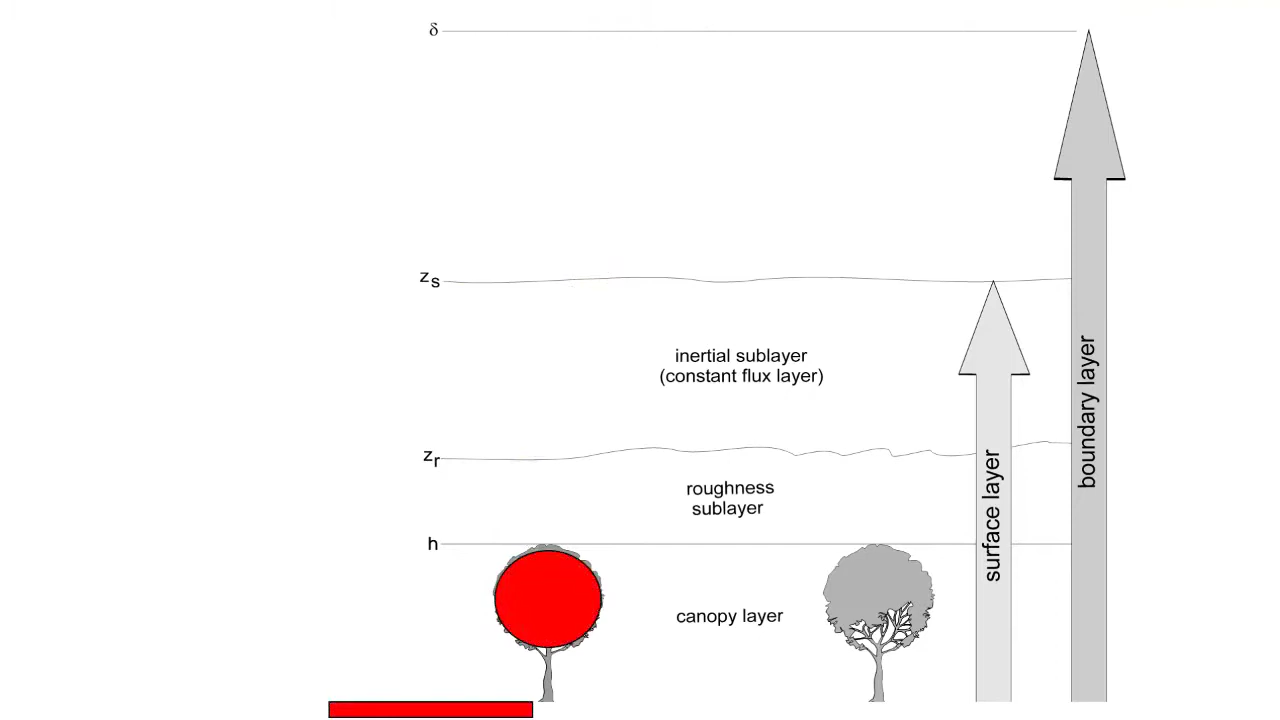 δ
zs
inertial sublayer
(constant flux layer)
zr
roughness
sublayer
h
canopy layer
surface layer
boundary layer